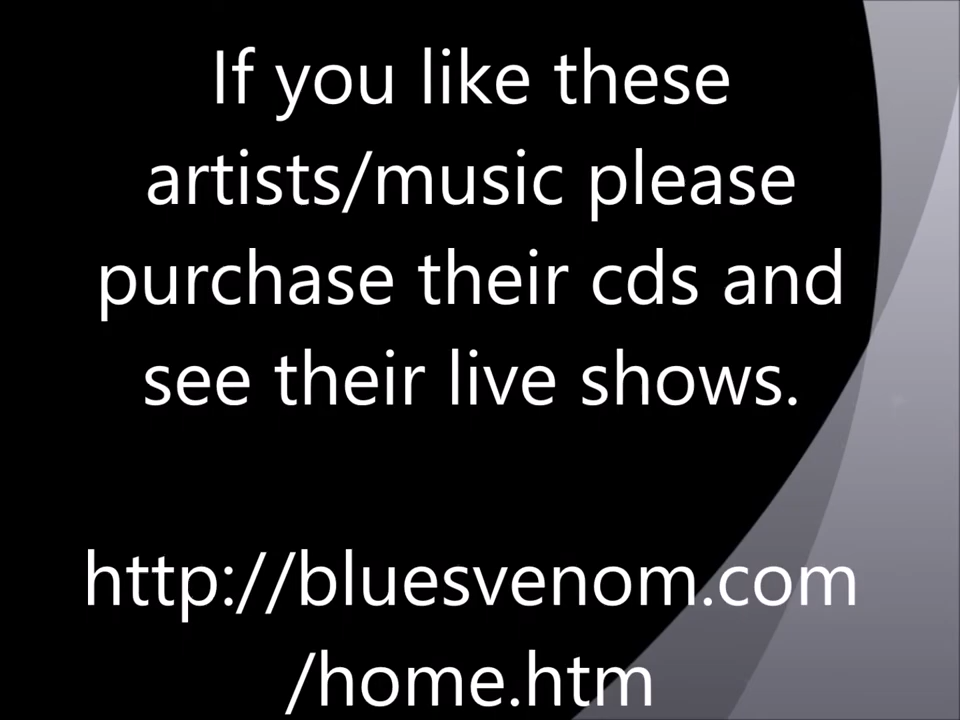 If you like these
artists/music please
purchase their cds and
see their live shows.
http://bluesvenom.com
/home.htm